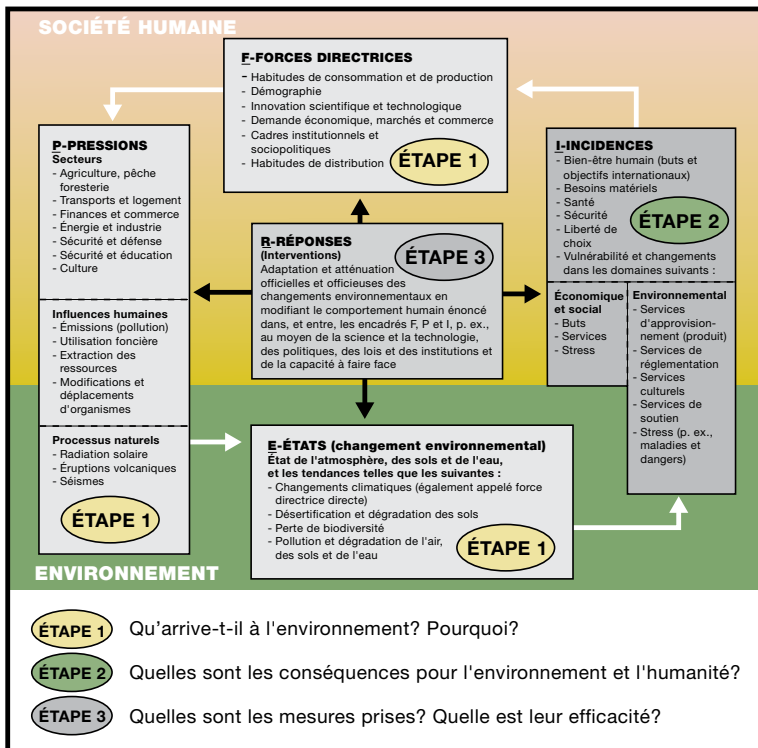 SOCIÉTÉ HUMAINE
F-FORCES DIRECTRICES
- Habitudes de consommation et de production
- Démographie
- Innovation scientifique et technologique
- Demande économique, marchés et commerce
- Cadres institutionnels et
sociopolitiques
- Habitudes de distribution
ÉTAPE 1
P-PRESSIONS
Secteurs
- Agriculture, pêche
foresterie
- Transports et logement
- Finances et commerce
- Énergie et industrie
- Sécurité et défense
- Sécurité et éducation
- Culture
Influences humaines
- Émissions (pollution)
- Utilisation foncière
- Extraction des
ressources
- Modifications et
déplacements
d'organismes
Processus naturels
- Radiation solaire
- Éruptions volcaniques
- Séismes
ÉTAPE 1
R-RÉPONSES
(Interventions)
ÉTAPE 3
Adaptation et atténuation
officielles et officieuses des
changements environnementaux en
modifiant le comportement humain énoncé
dans, et entre, les encadrés F, P et I, p. ex.,
au moyen de la science et la technologie,
des politiques, des lois et des institutions et
de la capacité à faire face
I-INCIDENCES
- Bien-être humain (buts et
objectifs internationaux)
- Besoins matériels
- Santé
- Sécurité
- Liberté de
choix
- Vulnérabilité et changements
dans les domaines suivants :
ÉTAPE 2
Économique
et social
- Buts
- Services
- Stress
Environnemental
- Services
d'approvision-
nement (produit)
- Services de
réglementation
- Services
culturels
- Services de
soutien
- Stress (p. ex.,
maladies et
dangers)
E-ÉTATS (changement environnemental)
État de l'atmosphère, des sols et de l'eau,
et les tendances telles que les suivantes :
- Changements climatiques (également appelé force
directrice directe)
- Désertification et dégradation des sols
- Perte de biodiversité
- Pollution et dégradation de l'air,
des sols et de l'eau
ÉTAPE 1
ENVIRONNEMENT
ÉTAPE 1 Qu'arrive-t-il à l'environnement? Pourquoi?
ÉTAPE 2 Quelles sont les conséquences pour l'environnement et l'humanité?
ÉTAPE 3 Quelles sont les mesures prises? Quelle est leur efficacité?